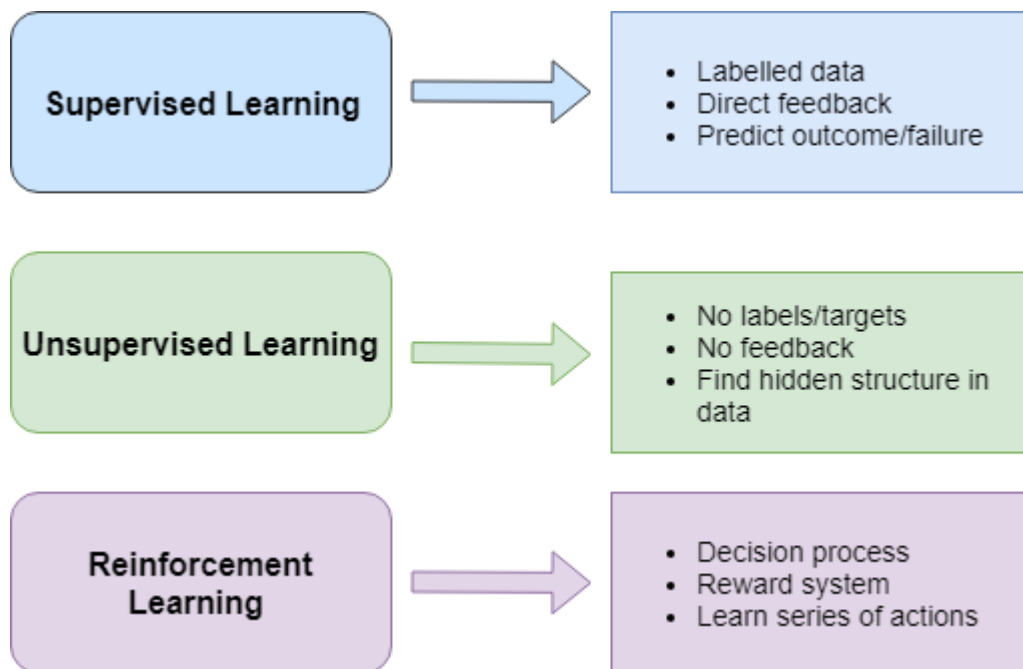 Supervised Learning
• Labelled data
• Direct feedback
• Predict outcome/failure
Unsupervised Learning
• No labels/targets
• No feedback
• Find hidden structure in
data
Reinforcement
Learning
• Decision process
• Reward system
• Learn series of actions